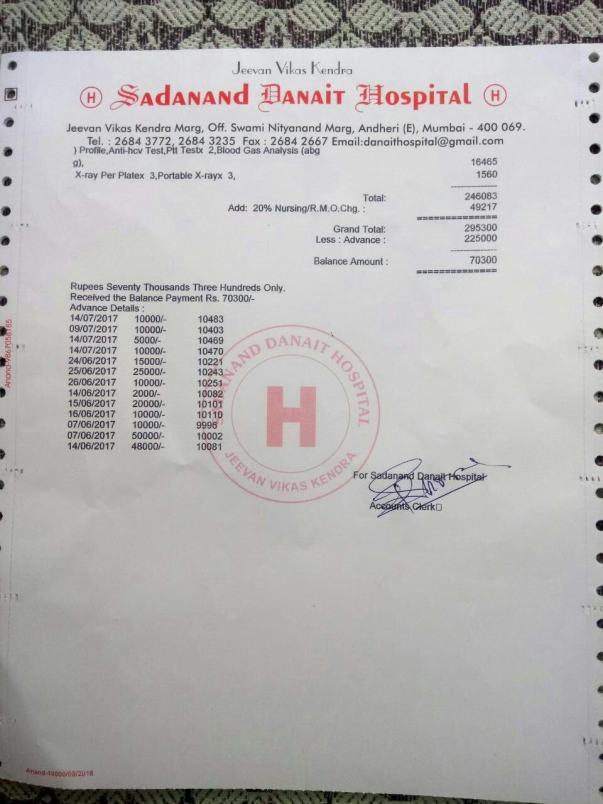 Jeevan Vikas Kendra
H SADANAND DANAIT HOSPITAL H
Jeevan Vikas Kendra Marg, Off. Swami Nityanand Marg, Andheri (E), Mumbai - 400 069.
Tel. : 2684 3772, 2684 3235 Fax : 2684 2667 Email:danaithospital@gmail.com
) Profile,Anti-hcv Test,Ptt Testx 2,Blood Gas Analysis (abg
g), 16465
X-ray Per Platex 3,Portable X-rayx 3, 1560
Total: 246083
Add: 20% Nursing/R.M.O.Chg. : 49217
Grand Total: 295300
Less : Advance : 225000
Balance Amount : 70300
Rupees Seventy Thousands Three Hundreds Only.
Received the Balance Payment Rs. 70300/-
Advance Details :
14/07/2017 10000/- 10483
09/07/2017 10000/- 10403
14/07/2017 5000/- 10469
14/07/2017 10000/- 10470
24/06/2017 15000/- 10221
25/06/2017 25000/- 10243
26/06/2017 10000/- 10251
14/06/2017 2000/- 10082
15/06/2017 20000/- 10101
16/06/2017 10000/- 10110
07/06/2017 10000/- 9996
07/06/2017 50000/- 10002
14/06/2017 48000/- 10081
SADANAND DANAIT HOSPITAL
H
JEEVAN VIKAS KENDRA
For Sadanand Danait Hospital
Accounts Clerk